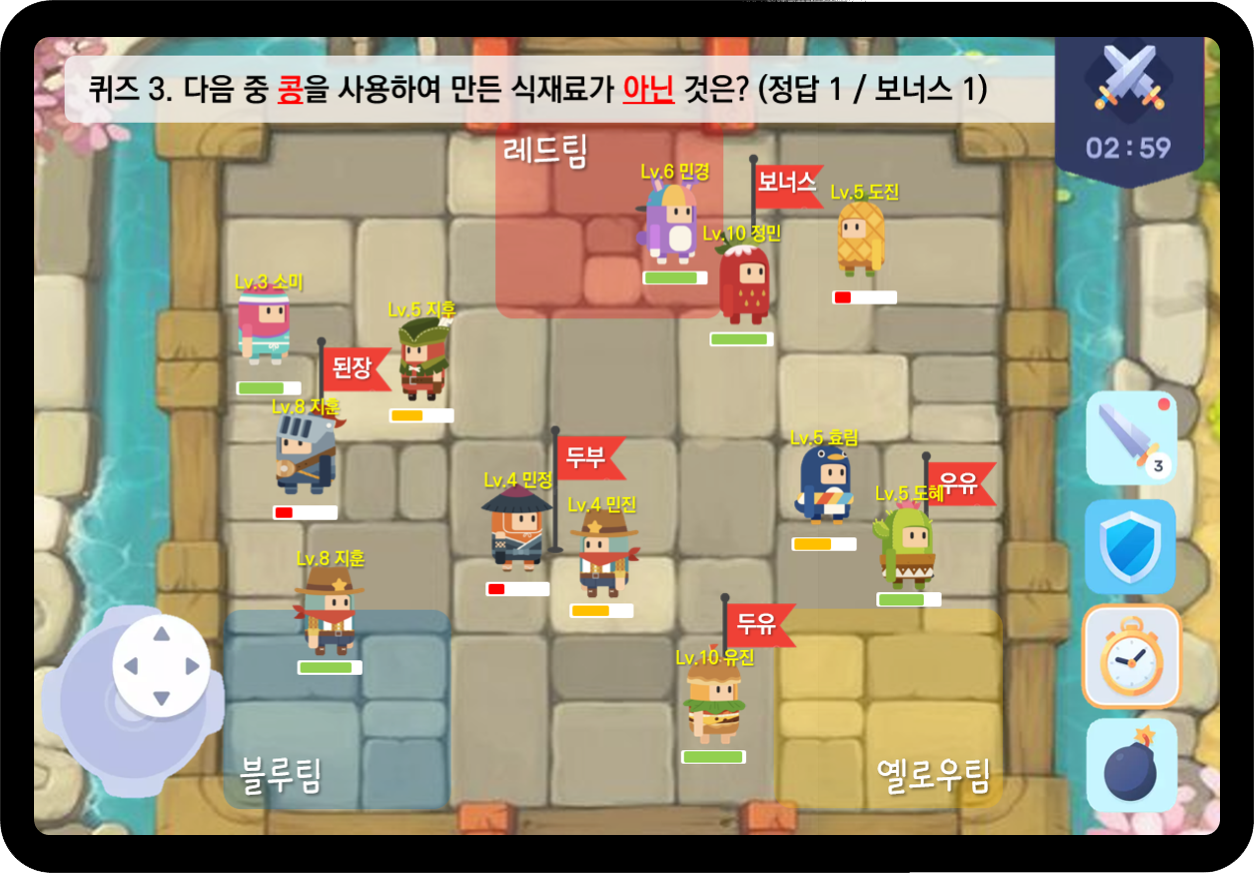 퀴즈 3. 다음 중 콩을 사용하여 만든 식재료가 아닌 것은? (정답 1 / 보너스 1)
02:59
레드팀
Lv.6 민경
보너스
Lv.5 도진
Lv.10 정민
Lv.3 소미
Lv.5 지후
된장
Lv.8 지훈
두부
Lv.4 민정
Lv.4 민진
Lv.5 효림
우유
Lv.5 도혜
3
Lv.8 지훈
두유
Lv.10 유진
블루팀
옐로우팀